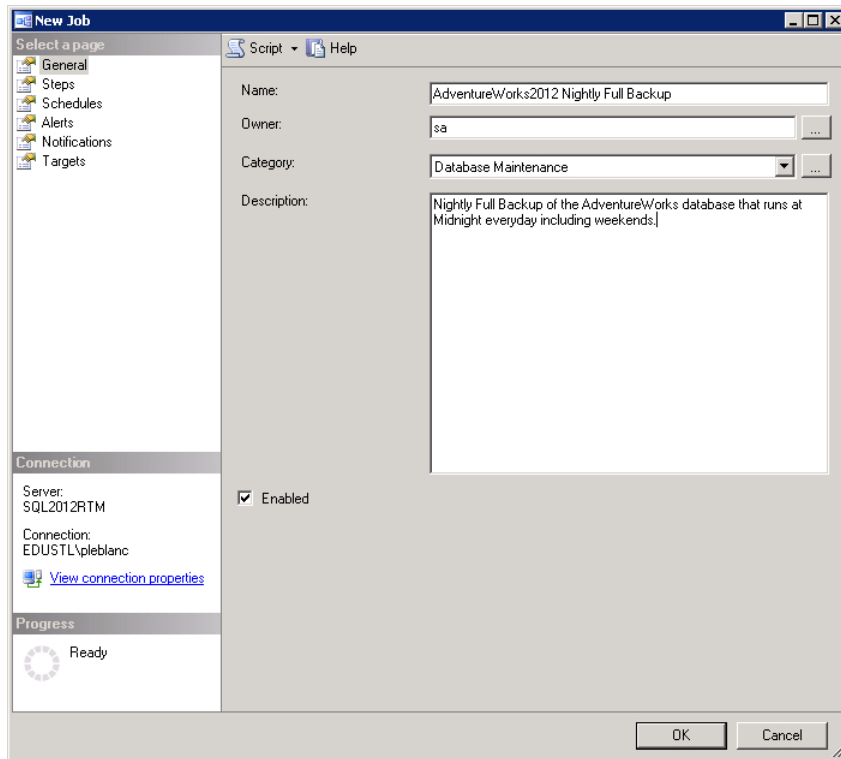 New Job
Select a page
General
Steps
Schedules
Alerts
Notifications
Targets
Script
Help
Name:
AdventureWorks2012 Nightly Full Backup
Owner:
sa
...
Category:
Database Maintenance
...
Description:
Nightly Full Backup of the AdventureWorks database that runs at
Midnight everyday including weekends.
Enabled
Connection
Server:
SQL2012RTM
Connection:
EDUSTL\pleblanc
View connection properties
Progress
Ready
OK
Cancel